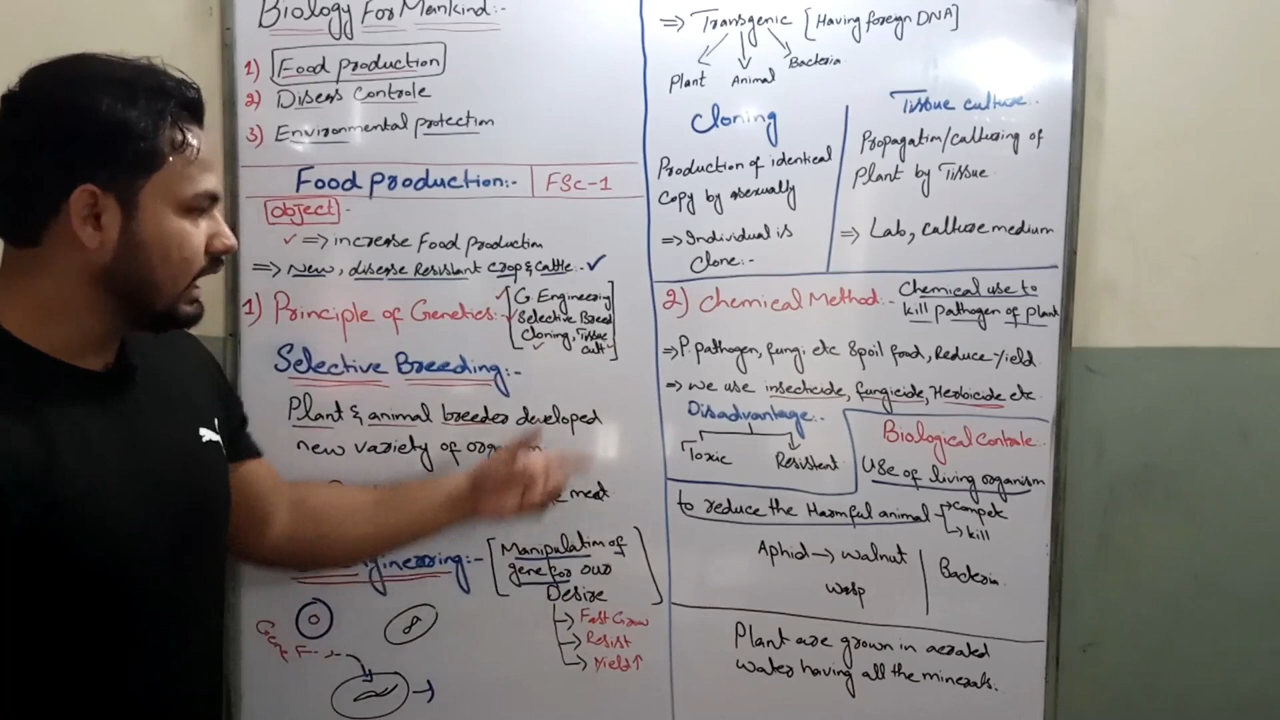 Biology For Mankind:-
1) Food production
2) Diseas Controle
3) Environmental protection
Food production:- FSc-1
object -
✓ => increase Food production
=> New, disease Resistant crop & Cattle.- ✓
1) Principle of Genetics:-
G. Engineering
Selective Breed
Cloning, Tissue
cult
Selective Breeding:-
Plant & animal breeder developed
new variety of
meat
:- [Manipulation of
gene for our
Desire
→ Fast Grow
→ Resist
→ Yield ↑
=> Transgenic [Having foreign DNA]
Plant Animal Bacteria
Cloning
Production of identical
Copy by asexually
=> Individual is
Clone:-
Tissue culture:-
Propagation/culturing of
Plant by Tissue
=> Lab, culture medium
2) Chemical Method:- Chemical use to
kill pathogen of plant
=> P. pathogen, fungi etc Spoil food, Reduce Yield
=> we use insecticide, fungicide, Herbicide etc
Disadvantage:-
Toxic Resistent
Biological Controle
Use of living organism
to reduce the Harmful animal → compete
→ kill
Aphid → walnut
wasp
Bacteria
Plant are grown in aerated
water having all the minerals.